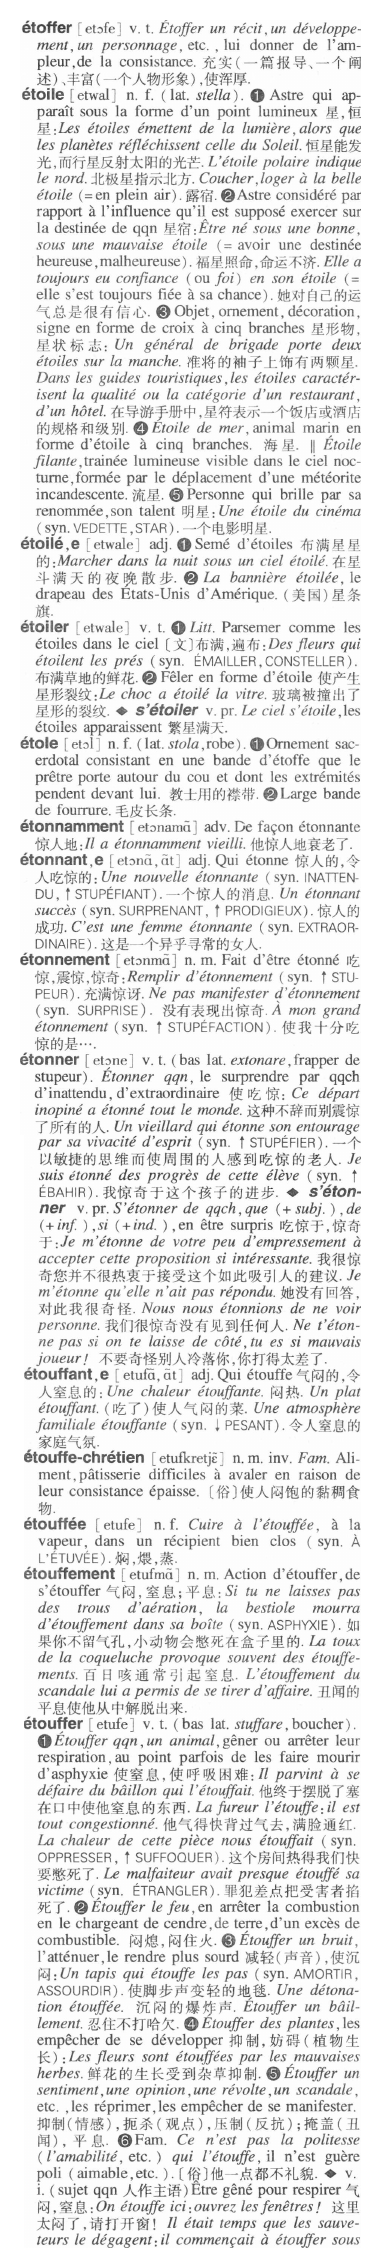 étoffer [etɔfe] v. t. Étoffer un récit, un développe-
ment, un personnage, etc., lui donner de l'am-
pleur, de la consistance. 充实(一篇报导、一个阐
述)、丰富(一个人物形象),使浑厚.
étoile [etwal] n. f. (lat. stella). ❶ Astre qui ap-
paraît sous la forme d'un point lumineux 星,恒
星:Les étoiles émettent de la lumière, alors que
les planètes réfléchissent celle du Soleil. 恒星能发
光,而行星反射太阳的光芒. L'étoile polaire indique
le nord. 北极星指示北方. Coucher, loger à la belle
étoile (= en plein air). 露宿. ❷ Astre considéré par
rapport à l'influence qu'il est supposé exercer sur
la destinée de qqn 星宿:Être né sous une bonne,
sous une mauvaise étoile (= avoir une destinée
heureuse, malheureuse). 福星照命,命运不济. Elle a
toujours eu confiance (ou foi) en son étoile (=
elle s'est toujours fiée à sa chance). 她对自己的运
气总是很有信心. ❸ Objet, ornement, décoration,
signe en forme de croix à cinq branches 星形物,
星状标志: Un général de brigade porte deux
étoiles sur la manche. 准将的袖子上饰有两颗星.
Dans les guides touristiques, les étoiles caractér-
isent la qualité ou la catégorie d'un restaurant,
d'un hôtel. 在导游手册中,星符表示一个饭店或酒店
的规格和级别. ❹ Étoile de mer, animal marin en
forme d'étoile à cinq branches. 海星. ‖ Étoile
filante, trainée lumineuse visible dans le ciel noc-
turne, formée par le déplacement d'une météorite
incandescente. 流星. ❺ Personne qui brille par sa
renommée, son talent 明星: Une étoile du cinéma
(syn. VEDETTE, STAR). 一个电影明星.
étoilé, e [etwale] adj. ❶ Semé d'étoiles 布满星星
的:Marcher dans la nuit sous un ciel étoilé. 在星
斗满天的夜晚散步. ❷ La bannière étoilée, le
drapeau des États-Unis d'Amérique. (美国)星条
旗.
étoiler [etwale] v. t. ❶ Litt. Parsemer comme les
étoiles dans le ciel 〔文〕布满,遍布:Des fleurs qui
étoilent les prés (syn. ÉMAILLER, CONSTELLER).
布满草地的鲜花. ❷ Fêler en forme d'étoile 使产生
星形裂纹:Le choc a étoilé la vitre. 玻璃被撞出了
星形的裂纹. ◆ s'étoiler v. pr. Le ciel s'étoile, les
étoiles apparaissent 繁星满天.
étole [etɔl] n. f. (lat. stola, robe). ❶ Ornement sac-
erdotal consistant en une bande d'étoffe que le
prêtre porte autour du cou et dont les extrémités
pendent devant lui. 教士用的襟带. ❷ Large bande
de fourrure. 毛皮长条.
étonnamment [etɔnamɑ̃] adv. De façon étonnante
惊人地:Il a étonnamment vieilli. 他惊人地衰老了.
étonnant, e [etɔnɑ̃, ɑ̃t] adj. Qui étonne 惊人的,令
人吃惊的: Une nouvelle étonnante (syn. INATTEN-
DU, ↑ STUPÉFIANT). 一个惊人的消息. Un étonnant
succès (syn. SURPRENANT, ↑ PRODIGIEUX). 惊人的
成功. C'est une femme étonnante (syn. EXTRAOR-
DINAIRE). 这是一个异乎寻常的女人.
étonnement [etɔnmɑ̃] n. m. Fait d'être étonné 吃
惊,震惊,惊奇: Remplir d'étonnement (syn. ↑ STU-
PEUR). 充满惊讶. Ne pas manifester d'étonnement
(syn. SURPRISE). 没有表现出惊奇. À mon grand
étonnement (syn. ↑ STUPÉFACTION). 使我十分吃
惊的是….
étonner [etɔne] v. t. (bas lat. extonare, frapper de
stupeur). Étonner qqn, le surprendre par qqch
d'inattendu, d'extraordinaire 使吃惊: Ce départ
inopiné a étonné tout le monde. 这种不辞而别震惊
了所有的人. Un vieillard qui étonne son entourage
par sa vivacité d'esprit (syn. ↑ STUPÉFIER). 一个
以敏捷的思维而使周围的人感到吃惊的老人. Je
suis étonné des progrès de cette élève (syn. ↑
ÉBAHIR). 我惊奇于这个孩子的进步. ◆ s'éton-
ner v. pr. S'étonner de qqch, que (+ subj.), de
(+ inf.), si (+ ind.), en être surpris 吃惊于,惊奇
于:Je m'étonne de votre peu d'empressement à
accepter cette proposition si intéressante. 我很惊
奇您并不很热衷于接受这个如此吸引人的建议. Je
m'étonne qu'elle n'ait pas répondu. 她没有回答,
对此我很奇怪. Nous nous étonnions de ne voir
personne. 我们很惊奇没有见到任何人. Ne t'éton-
ne pas si on te laisse de côté, tu es si mauvais
joueur! 不要奇怪别人冷落你,你打得太差了.
étouffant, e [etufɑ̃, ɑ̃t] adj. Qui étouffe 气闷的,令
人窒息的: Une chaleur étouffante. 闷热. Un plat
étouffant. (吃了)使人气闷的菜. Une atmosphère
familiale étouffante (syn. ↓ PESANT). 令人窒息的
家庭气氛.
étouffe-chrétien [etufkretjɛ̃] n. m. inv. Fam. Ali-
ment, pâtisserie difficiles à avaler en raison de
leur consistance épaisse. 〔俗〕使人闷饱的黏稠食
物.
étouffée [etufe] n. f. Cuire à l'étouffée, à la
vapeur, dans un récipient bien clos (syn. À
L'ÉTUVÉE). 焖,煨,蒸.
étouffement [etufmɑ̃] n. m. Action d'étouffer, de
s'étouffer 气闷,窒息;平息: Si tu ne laisses pas
des trous d'aération, la bestiole mourra
d'étouffement dans sa boîte (syn. ASPHYXIE). 如
果你不留气孔,小动物会憋死在盒子里的. La toux
de la coqueluche provoque souvent des étouffe-
ments. 百日咳通常引起窒息. L'étouffement du
scandale lui a permis de se tirer d'affaire. 丑闻的
平息使他从中解脱出来.
étouffer [etufe] v. t. (bas lat. stuffare, boucher).
❶ Étouffer qqn, un animal, gêner ou arrêter leur
respiration, au point parfois de les faire mourir
d'asphyxie 使窒息,使呼吸困难: Il parvint à se
défaire du bâillon qui l'étouffait. 他终于摆脱了塞
在口中使他窒息的东西. La fureur l'étouffe: il est
tout congestionné. 他气得快背过气去,满脸通红.
La chaleur de cette pièce nous étouffait (syn.
OPPRESSER, ↑ SUFFOQUER). 这个房间热得我们快
要憋死了. Le malfaiteur avait presque étouffé sa
victime (syn. ÉTRANGLER). 罪犯差点把受害者掐
死了. ❷ Étouffer le feu, en arrêter la combustion
en le chargeant de cendre, de terre, d'un excès de
combustible. 闷熄,闷住火. ❸ Étouffer un bruit,
l'atténuer, le rendre plus sourd 减轻(声音),使沉
闷:Un tapis qui étouffe les pas (syn. AMORTIR,
ASSOURDIR). 使脚步声变轻的地毯. Une détona-
tion étouffée. 沉闷的爆炸声. Étouffer un bâil-
lement. 忍住不打哈欠. ❹ Étouffer des plantes, les
empêcher de se développer 抑制,妨碍(植物生
长): Les fleurs sont étouffées par les mauvaises
herbes. 鲜花的生长受到杂草抑制. ❺ Étouffer un
sentiment, une opinion, une révolte, un scandale,
etc., les réprimer, les empêcher de se manifester.
抑制(情感),扼杀(观点),压制(反抗);掩盖(丑
闻), 平息. ❻ Fam. Ce n'est pas la politesse
(l'amabilité, etc.) qui l'étouffe, il n'est guère
poli (aimable, etc.). 〔俗〕他一点都不礼貌. ◆ v.
i. (sujet qqn 人作主语) Être gêné pour respirer 气
闷,窒息:On étouffe ici: ouvrez les fenêtres! 这里
太闷了,请打开窗! Il était temps que les sauve-
teurs le dégagent: il commençait à étouffer sous